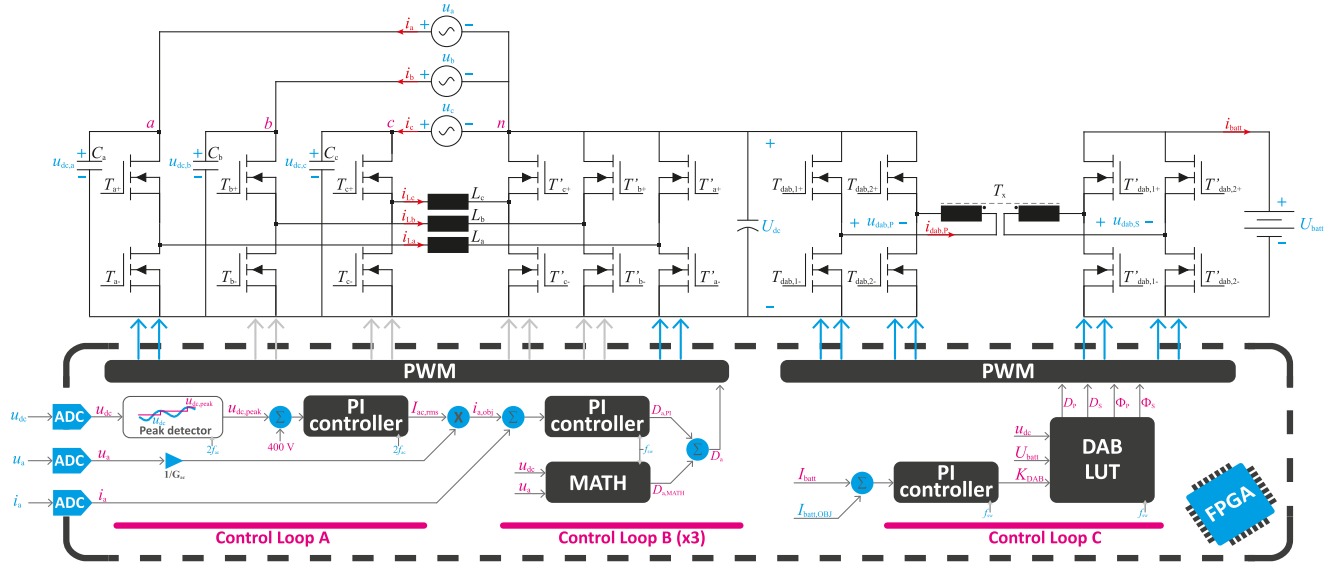 u_a
i_a + −
u_b
i_b + −
u_c
a b c i_c + − n
i_batt
+ C_a + C_b + C_c +
u_dc,a u_dc,b u_dc,c
− − −
T_a+ T_b+ T_c+ T'_c+ T'_b+ T'_a+ T_dab,1+ T_dab,2+ T_x T'_dab,1+ T'_dab,2+
i_Lc L_c
i_Lb L_b
i_La L_a
U_dc
+ u_dab,P − + u_dab,S −
i_dab,P
+
U_batt
−
T_a- T_b- T_c- T'_c- T'_b- T'_a- T_dab,1- T_dab,2- T'_dab,1- T'_dab,2-
−
PWM PWM
u_dc ADC u_dc u_dc,peak
u_dc
Peak detector
2f_ac
u_dc,peak Σ
400 V
PI
controller
2f_ac
I_ac,rms X i_a,obj Σ
PI
controller
f_sw
D_a,PI
Σ
D_a
u_a ADC u_a 1/G_ac
u_dc
u_a
MATH
D_a,MATH
i_a ADC i_a
D_P D_S Φ_P Φ_S
u_dc
U_batt
K_DAB
DAB
LUT
f_sw
I_batt Σ
I_batt,OBJ
PI
controller
f_sw
FPGA
Control Loop A Control Loop B (x3) Control Loop C